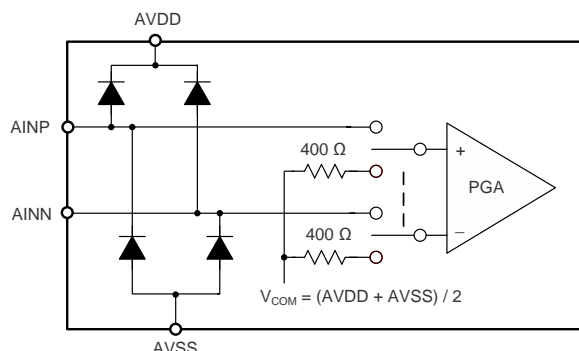 AVDD
AINP
400 Ω
+
PGA
AINN
400 Ω
–
V_COM = (AVDD + AVSS) / 2
AVSS